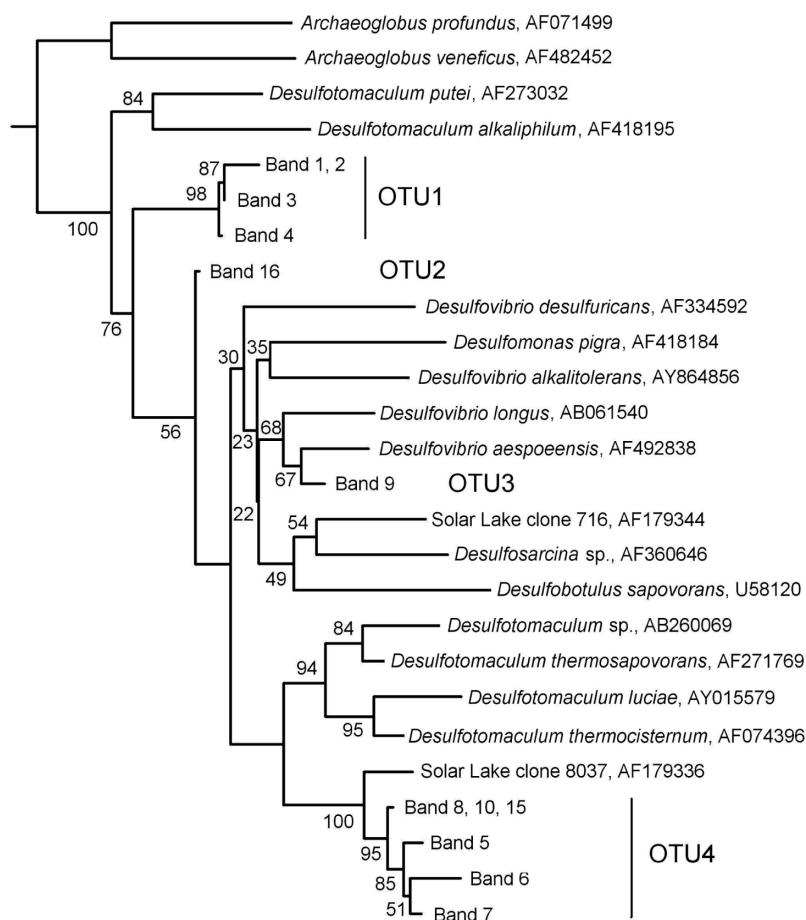 Archaeoglobus profundus, AF071499
Archaeoglobus veneficus, AF482452
84
Desulfotomaculum putei, AF273032
Desulfotomaculum alkaliphilum, AF418195
87
Band 1, 2
98
Band 3
OTU1
100
Band 4
Band 16
OTU2
76
Desulfovibrio desulfuricans, AF334592
30
35
Desulfomonas pigra, AF418184
Desulfovibrio alkalitolerans, AY864856
56
23
68
Desulfovibrio longus, AB061540
Desulfovibrio aespoeensis, AF492838
67
Band 9
OTU3
22
54
Solar Lake clone 716, AF179344
Desulfosarcina sp., AF360646
49
Desulfobotulus sapovorans, U58120
84
Desulfotomaculum sp., AB260069
94
Desulfotomaculum thermosapovorans, AF271769
Desulfotomaculum luciae, AY015579
95
Desulfotomaculum thermocisternum, AF074396
Solar Lake clone 8037, AF179336
100
Band 8, 10, 15
95
Band 5
OTU4
85
Band 6
51
Band 7